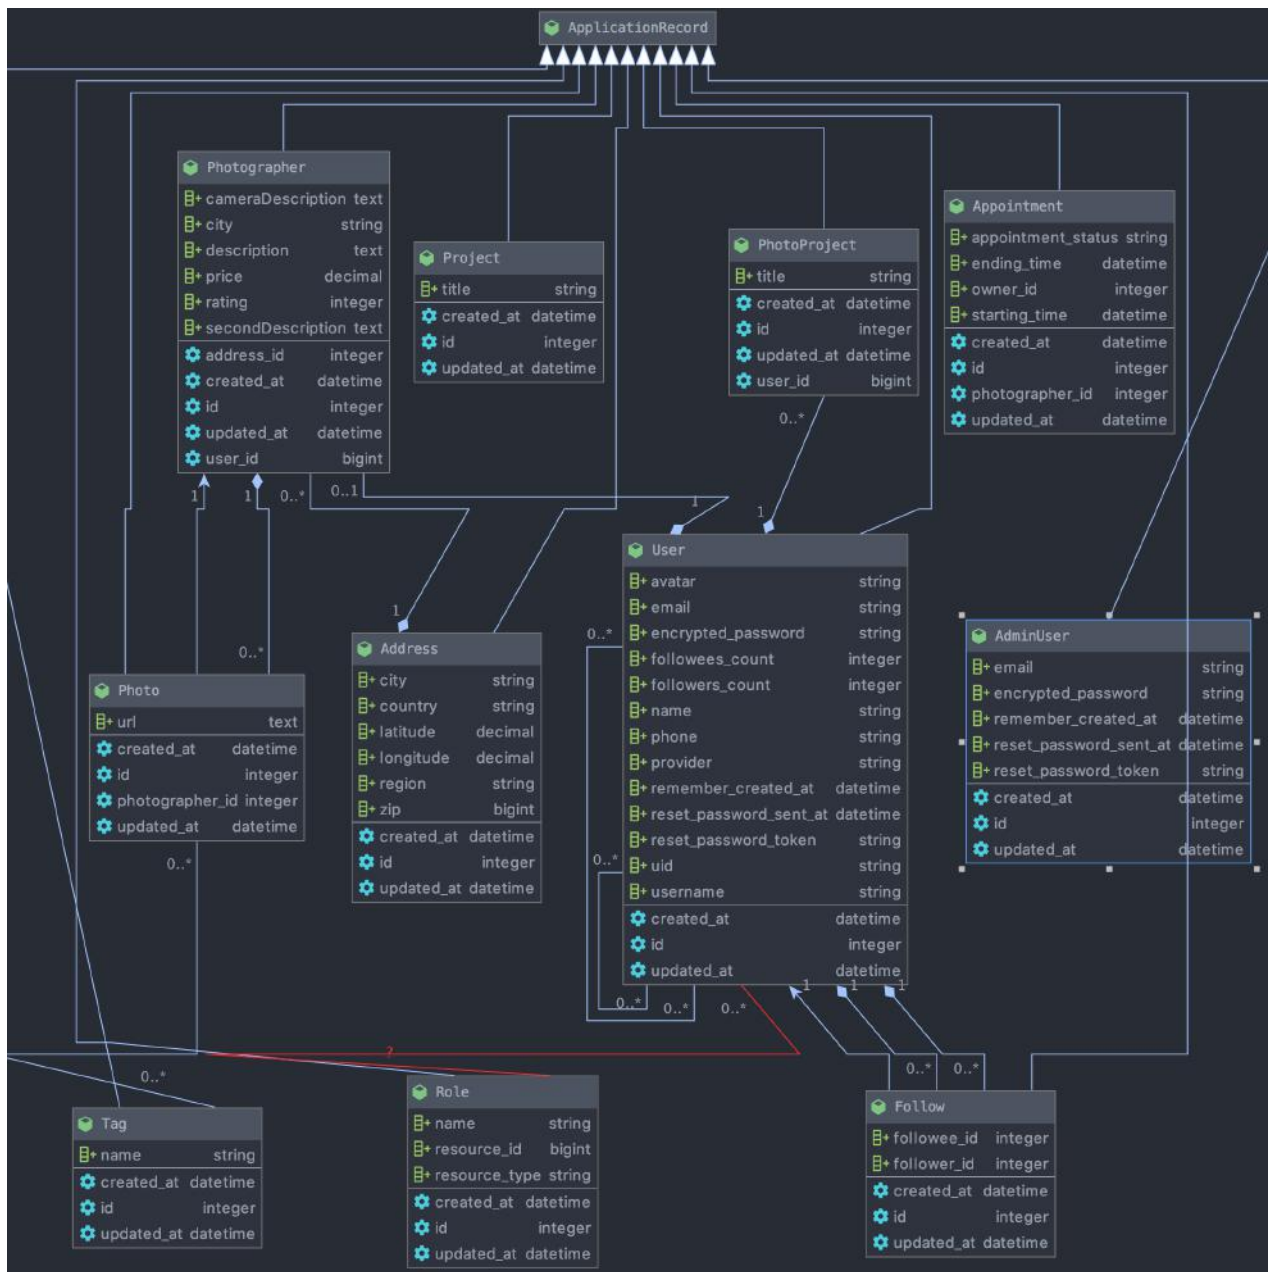 ApplicationRecord
Photographer
cameraDescription text
city string
description text
price decimal
rating integer
secondDescription text
address_id integer
created_at datetime
id integer
updated_at datetime
user_id bigint
Project
title string
created_at datetime
id integer
updated_at datetime
PhotoProject
title string
created_at datetime
id integer
updated_at datetime
user_id bigint
Appointment
appointment_status string
ending_time datetime
owner_id integer
starting_time datetime
created_at datetime
id integer
photographer_id integer
updated_at datetime
0..*
1
1
0..*
0..1
1
1
User
avatar string
email string
encrypted_password string
followees_count integer
followers_count integer
name string
phone string
provider string
remember_created_at datetime
reset_password_sent_at datetime
reset_password_token string
uid string
username string
created_at datetime
id integer
updated_at datetime
1
0..*
0..*
Address
city string
country string
latitude decimal
longitude decimal
region string
zip bigint
created_at datetime
id integer
updated_at datetime
AdminUser
email string
encrypted_password string
remember_created_at datetime
reset_password_sent_at datetime
reset_password_token string
created_at datetime
id integer
updated_at datetime
Photo
url text
created_at datetime
id integer
photographer_id integer
updated_at datetime
0..*
0..*
1
1
1
0..*
0..*
0..*
?
0..*
0..*
0..*
Tag
name string
created_at datetime
id integer
updated_at datetime
Role
name string
resource_id bigint
resource_type string
created_at datetime
id integer
updated_at datetime
Follow
followee_id integer
follower_id integer
created_at datetime
id integer
updated_at datetime